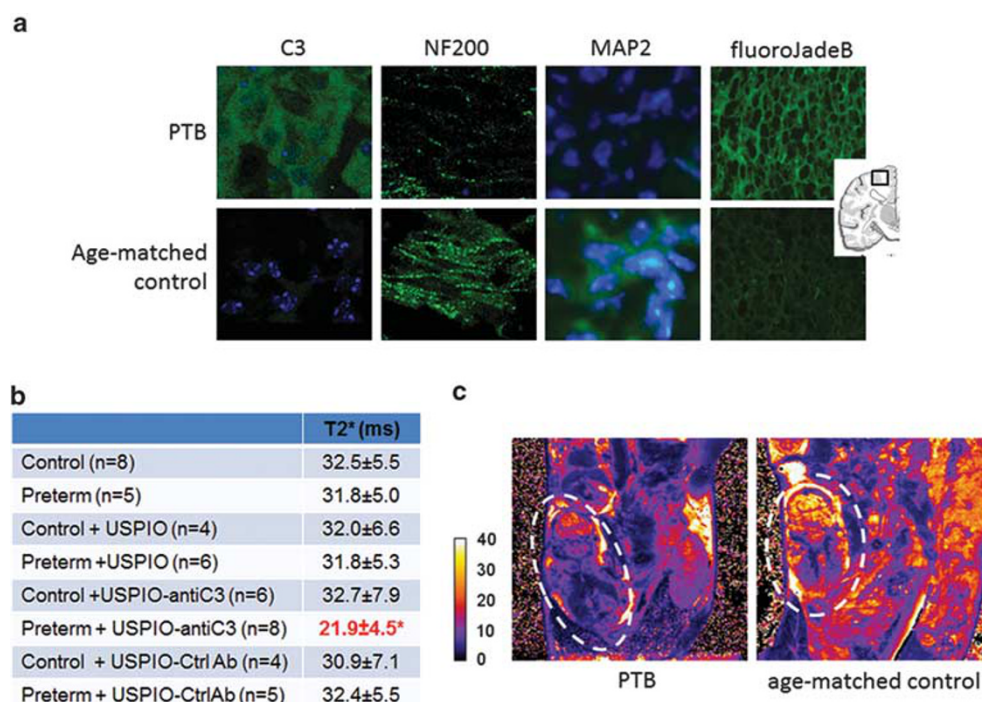 a
C3 NF200 MAP2 fluoroJadeB
PTB
Age-matched
control
b
T2* (ms)
Control (n=8) 32.5±5.5
Preterm (n=5) 31.8±5.0
Control + USPIO (n=4) 32.0±6.6
Preterm +USPIO (n=6) 31.8±5.3
Control +USPIO-antiC3 (n=6) 32.7±7.9
Preterm + USPIO-antiC3 (n=8) 21.9±4.5*
Control + USPIO-Ctrl Ab (n=4) 30.9±7.1
Preterm + USPIO-CtrlAb (n=5) 32.4±5.5
c
40
30
20
10
0
PTB age-matched control